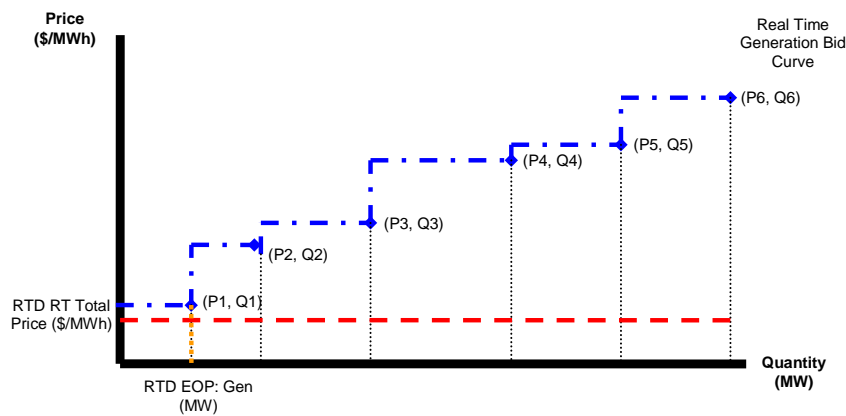 Price
($/MWh)
Real Time
Generation Bid
Curve
(P6, Q6)
(P5, Q5)
(P4, Q4)
(P3, Q3)
(P2, Q2)
(P1, Q1)
RTD RT Total
Price ($/MWh)
Quantity
(MW)
RTD EOP: Gen
(MW)